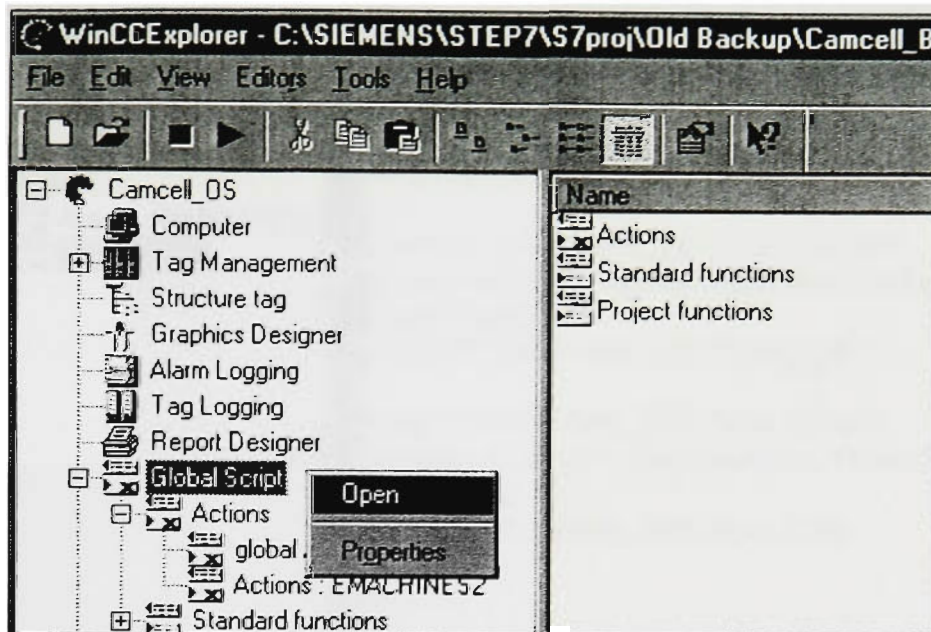 WinCCExplorer - C:\SIEMENS\STEP7\S7proj\Old Backup\Camcell_B
File Edit View Editors Tools Help
Camcell_OS
Computer
Tag Management
Structure tag
Graphics Designer
Alarm Logging
Tag Logging
Report Designer
Global Script
Actions
global
Actions : EMACHINES2
Standard functions
Open
Properties
Name
Actions
Standard functions
Project functions